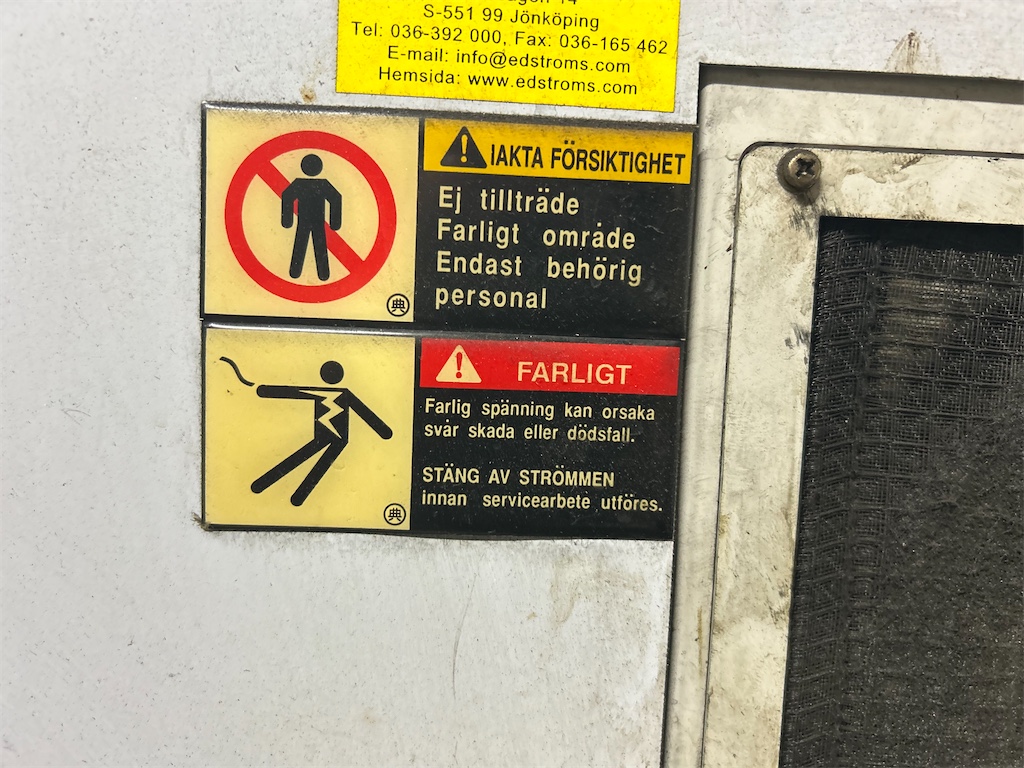 S-551 99 Jönköping
Tel: 036-392 000, Fax: 036-165 462
E-mail: info@edstroms.com
Hemsida: www.edstroms.com
IAKTA FÖRSIKTIGHET
Ej tillträde
Farligt område
Endast behörig
personal
典
FARLIGT
Farlig spänning kan orsaka
svår skada eller dödsfall.
STÄNG AV STRÖMMEN
innan servicearbete utföres.
典